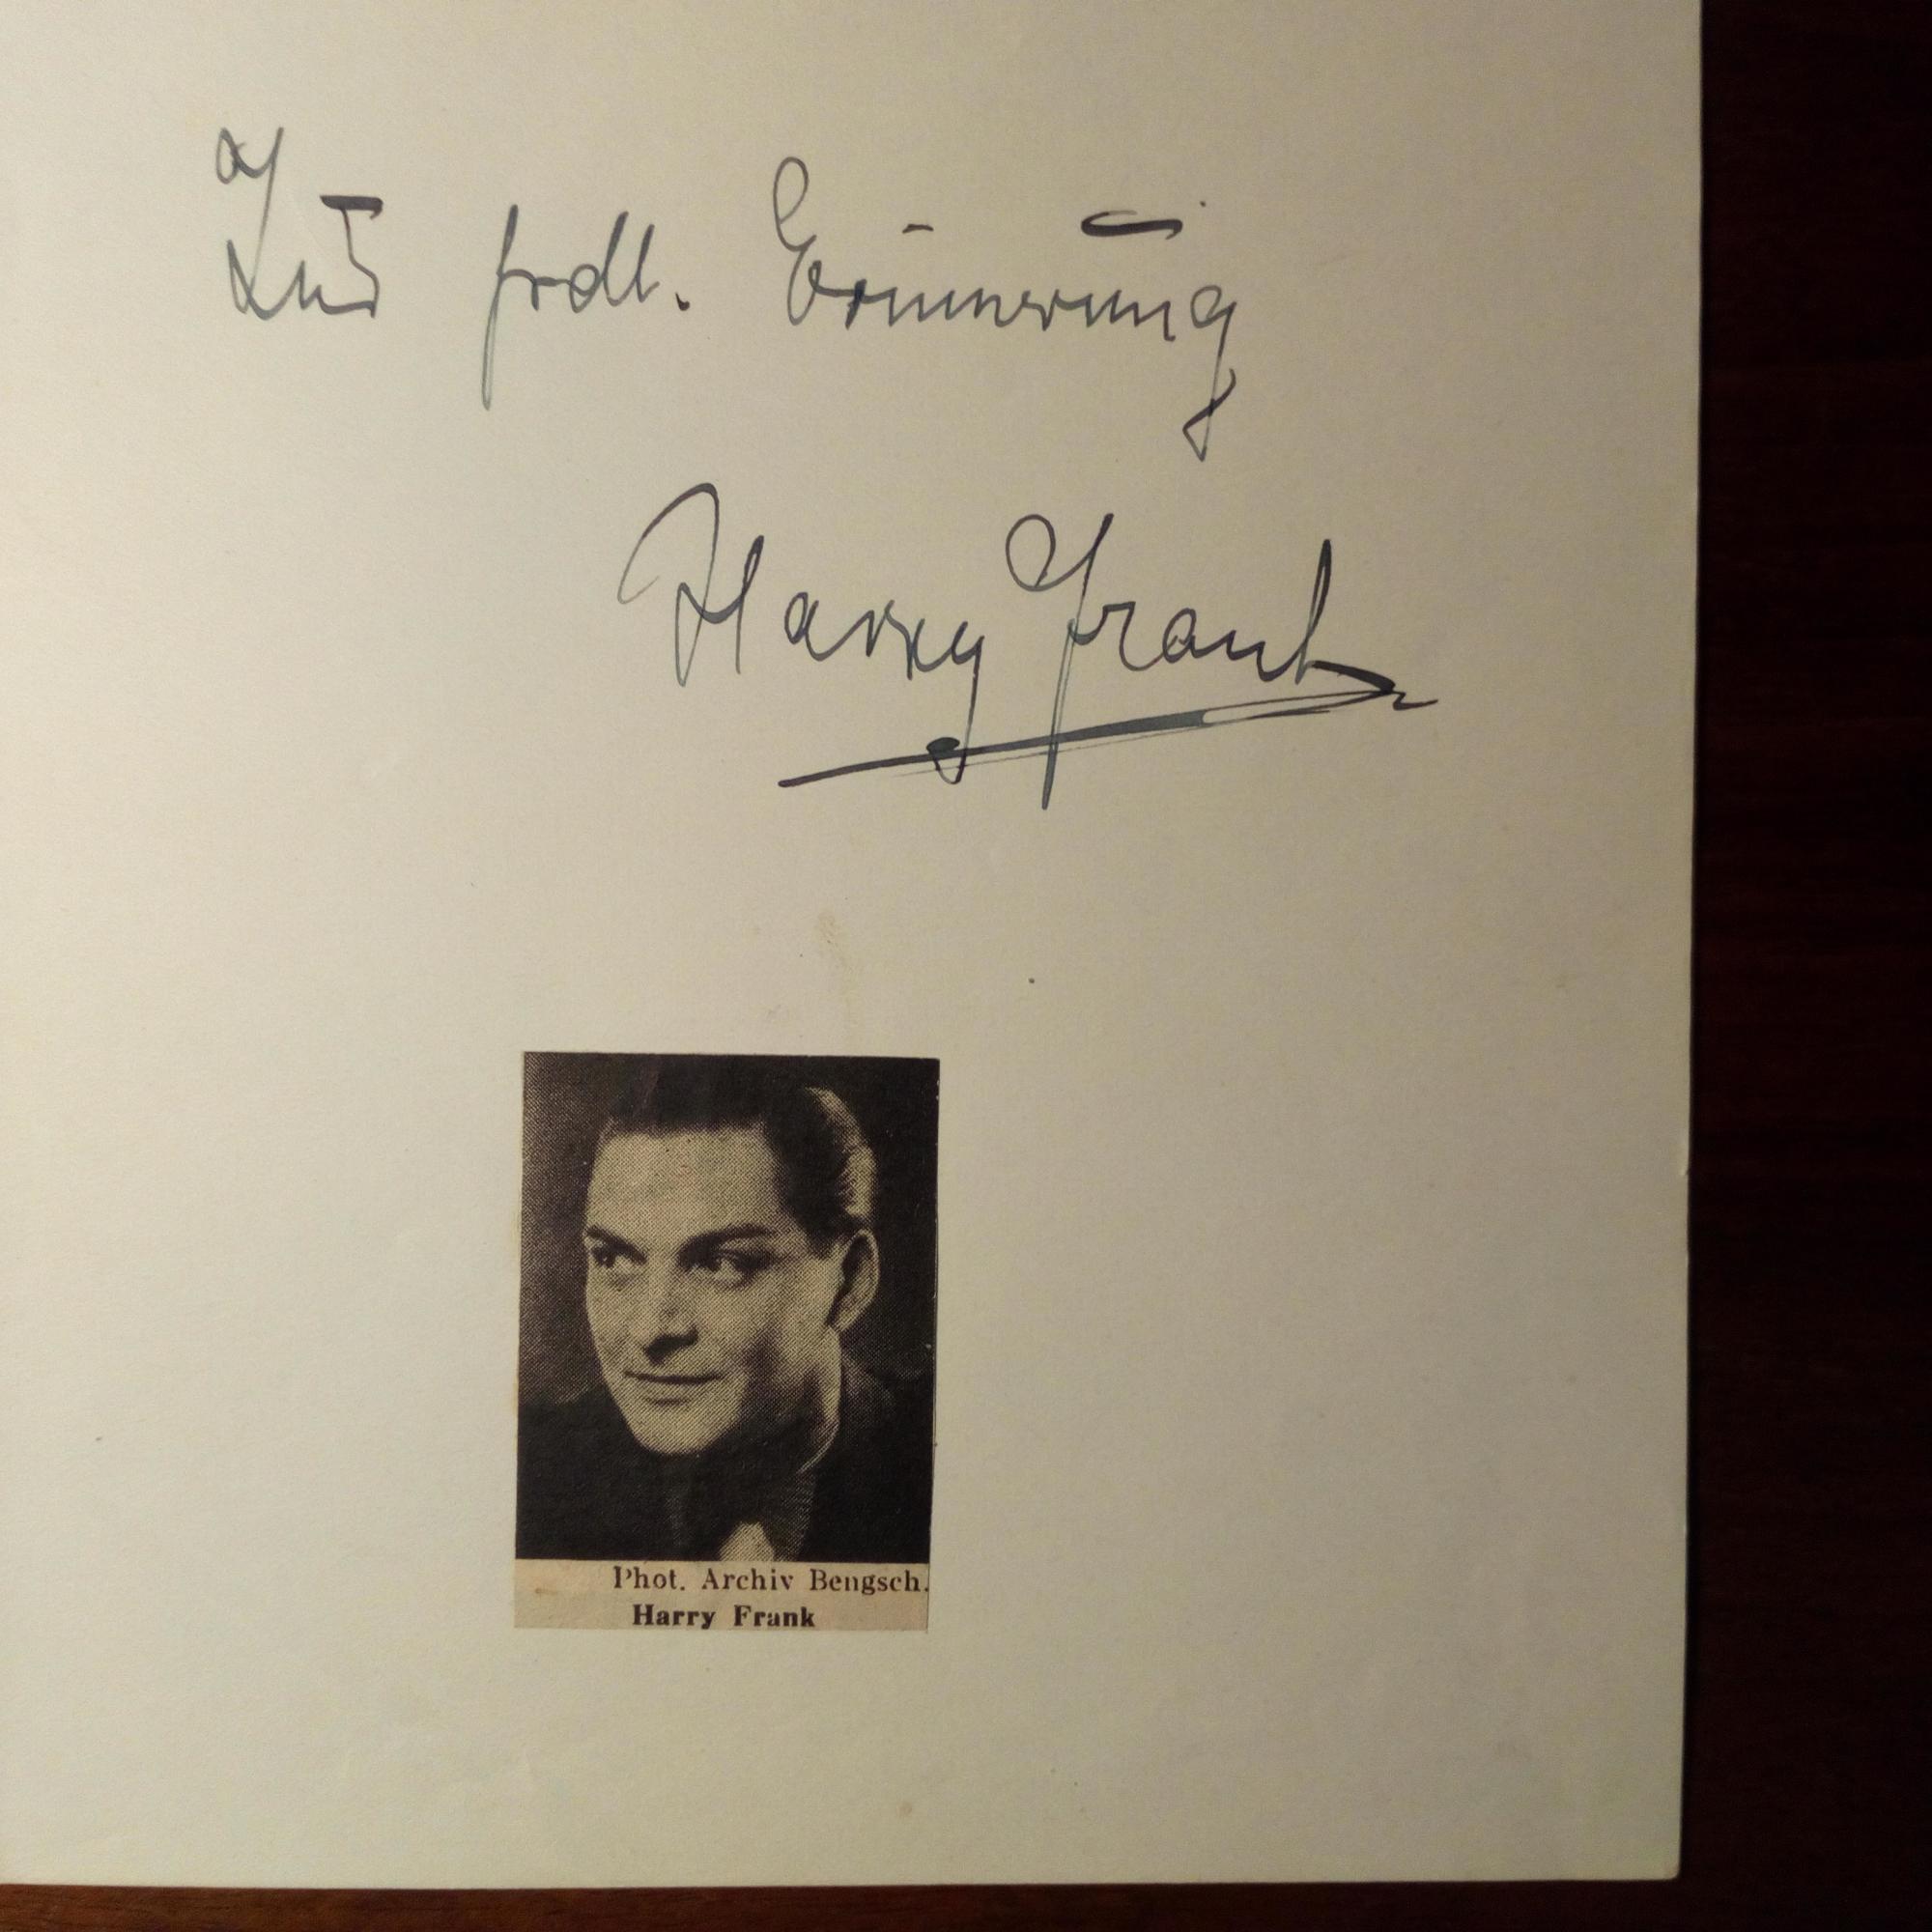 Zur frdl. Erinnerung
Harry Frank
Phot. Archiv Bengsch.
Harry Frank